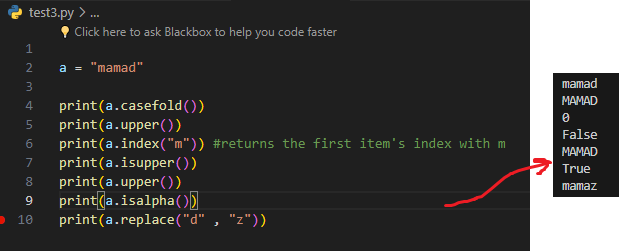 test3.py > ...
Click here to ask Blackbox to help you code faster
1
2 a = "mamad"
3
4 print(a.casefold())
5 print(a.upper())
6 print(a.index("m")) #returns the first item's index with m
7 print(a.isupper())
8 print(a.upper())
9 print(a.isalpha())
10 print(a.replace("d" , "z"))
mamad
MAMAD
0
False
MAMAD
True
mamaz